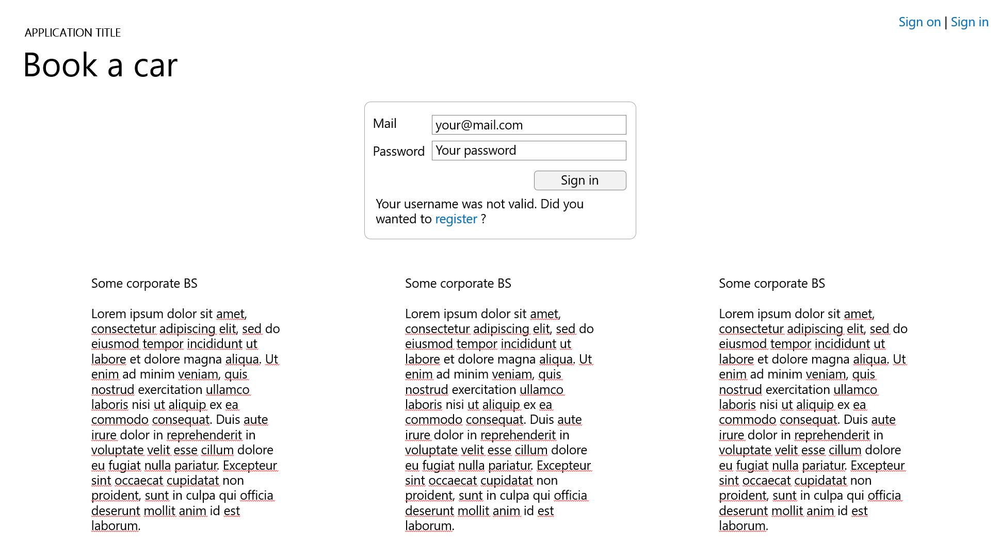 Sign on | Sign in
APPLICATION TITLE
Book a car
Mail
your@mail.com
Password
Your password
Sign in
Your username was not valid. Did you
wanted to register ?
Some corporate BS
Lorem ipsum dolor sit amet,
consectetur adipiscing elit, sed do
eiusmod tempor incididunt ut
labore et dolore magna aliqua. Ut
enim ad minim veniam, quis
nostrud exercitation ullamco
laboris nisi ut aliquip ex ea
commodo consequat. Duis aute
irure dolor in reprehenderit in
voluptate velit esse cillum dolore
eu fugiat nulla pariatur. Excepteur
sint occaecat cupidatat non
proident, sunt in culpa qui officia
deserunt mollit anim id est
laborum.
Some corporate BS
Lorem ipsum dolor sit amet,
consectetur adipiscing elit, sed do
eiusmod tempor incididunt ut
labore et dolore magna aliqua. Ut
enim ad minim veniam, quis
nostrud exercitation ullamco
laboris nisi ut aliquip ex ea
commodo consequat. Duis aute
irure dolor in reprehenderit in
voluptate velit esse cillum dolore
eu fugiat nulla pariatur. Excepteur
sint occaecat cupidatat non
proident, sunt in culpa qui officia
deserunt mollit anim id est
laborum.
Some corporate BS
Lorem ipsum dolor sit amet,
consectetur adipiscing elit, sed do
eiusmod tempor incididunt ut
labore et dolore magna aliqua. Ut
enim ad minim veniam, quis
nostrud exercitation ullamco
laboris nisi ut aliquip ex ea
commodo consequat. Duis aute
irure dolor in reprehenderit in
voluptate velit esse cillum dolore
eu fugiat nulla pariatur. Excepteur
sint occaecat cupidatat non
proident, sunt in culpa qui officia
deserunt mollit anim id est
laborum.